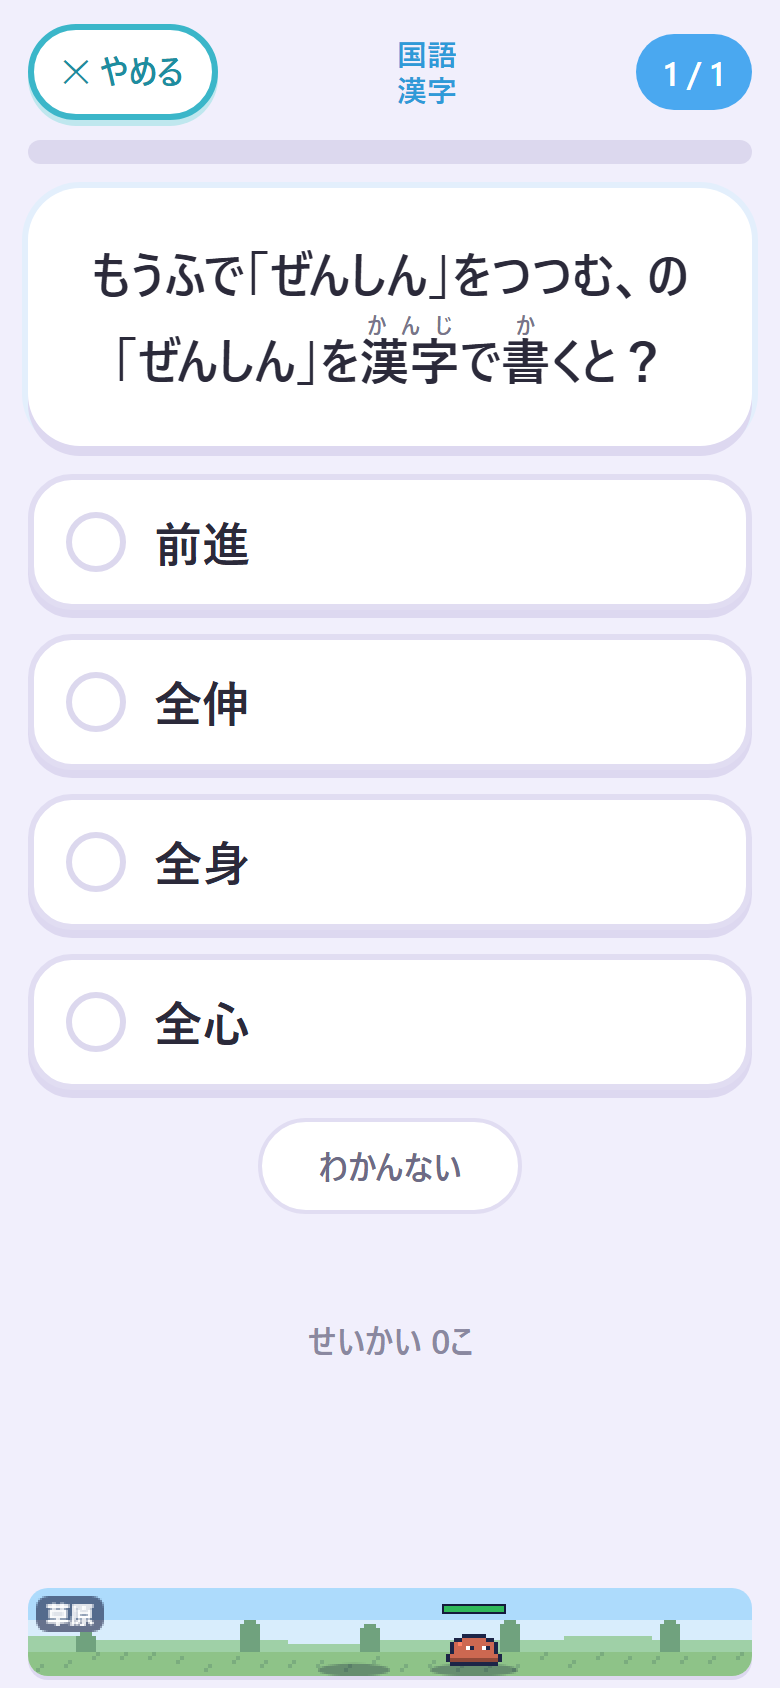 × やめる
国語
漢字
1 / 1
もうふで「ぜんしん」をつつむ、の
かんじ か
「ぜんしん」を漢字で書くと？
前進
全伸
全身
全心
わかんない
せいかい 0こ
草原